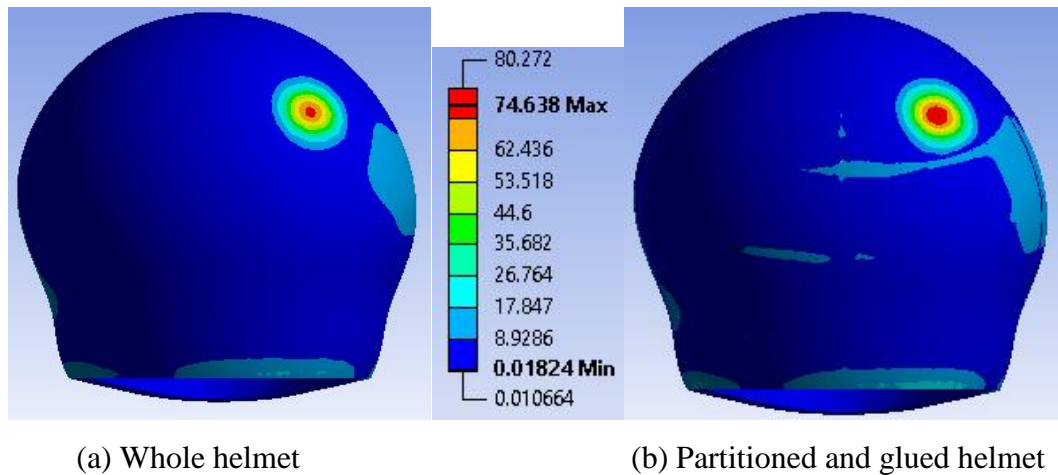 80.272
74.638 Max
62.436
53.518
44.6
35.682
26.764
17.847
8.9286
0.01824 Min
0.010664
(a) Whole helmet
(b) Partitioned and glued helmet